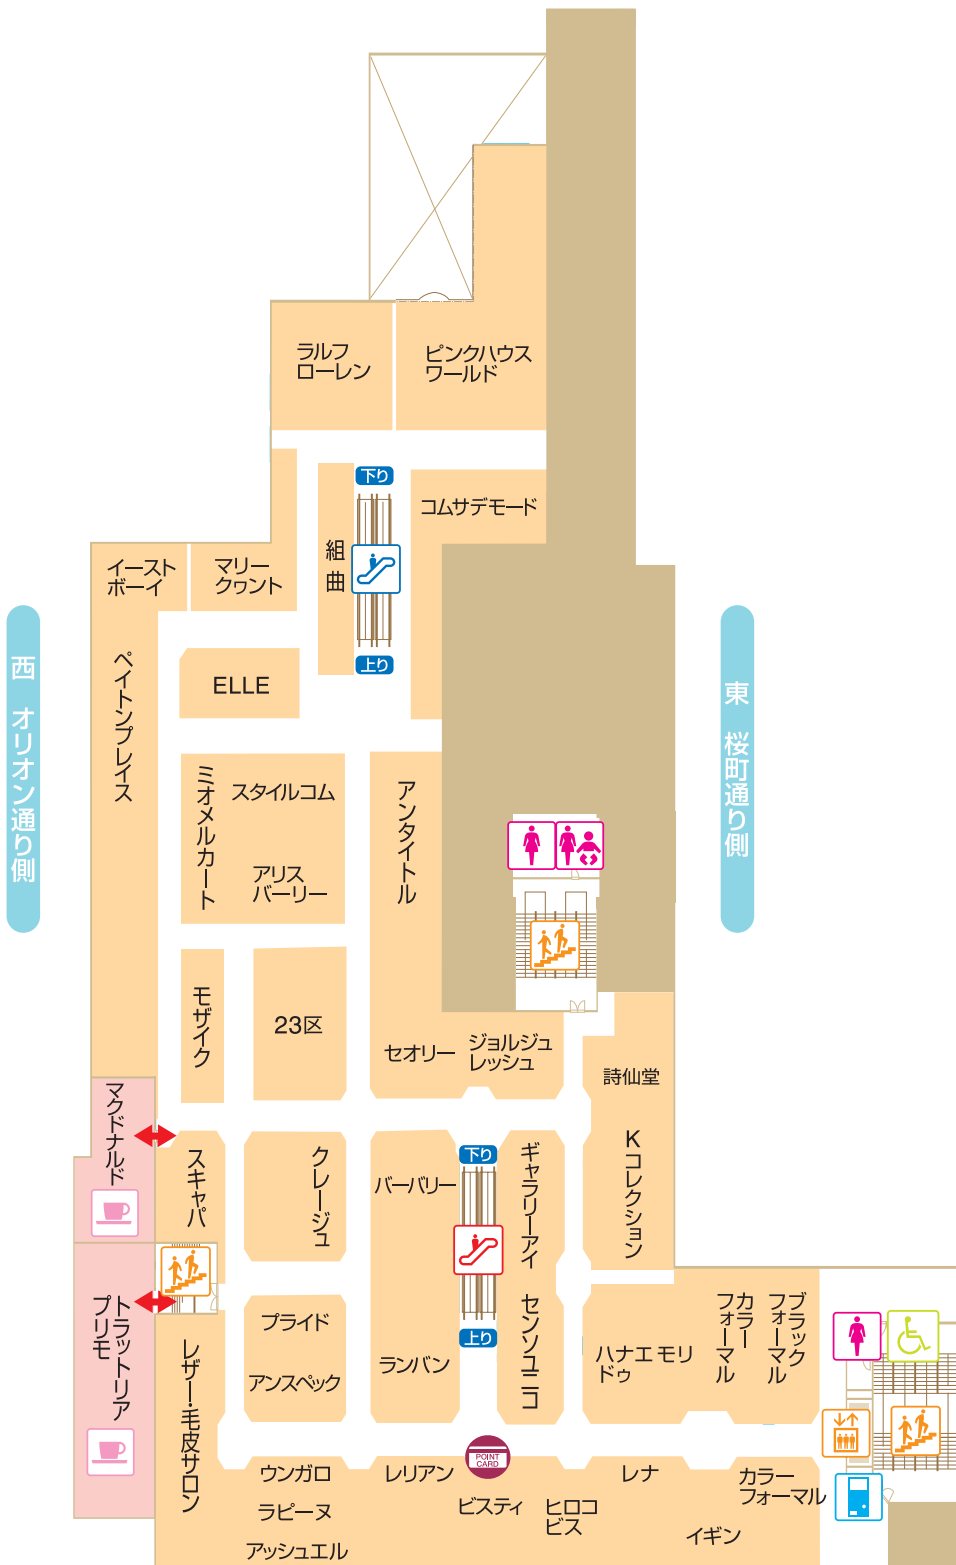 ラルフ
ローレン
ピンクハウス
ワールド
下り
コムサデモード
組曲
イースト
ボーイ
マリー
クヮント
上り
西 オリオン通り側
東 桜町通り側
ペイトンプレイス
ELLE
ミオメルカート
スタイルコム
アリス
バーリー
アンタイトル
モザイク
23区
セオリー
ジョルジュ
レッシュ
詩仙堂
マクドナルド
スキャパ
クレージュ
バーバリー
下り
ギャラリーアイ
Kコレクション
トラットリア
プリモ
プライド
アンスペック
ランバン
上り
センソユニコ
ハナエ モリ
ドゥ
カラー
フォーマル
ブラック
フォーマル
レザー・毛皮サロン
POINT
CARD
ウンガロ
レリアン
レナ
カラー
フォーマル
ラピーヌ
ビスティ
ヒロコ
ビス
イギン
アッシュエル